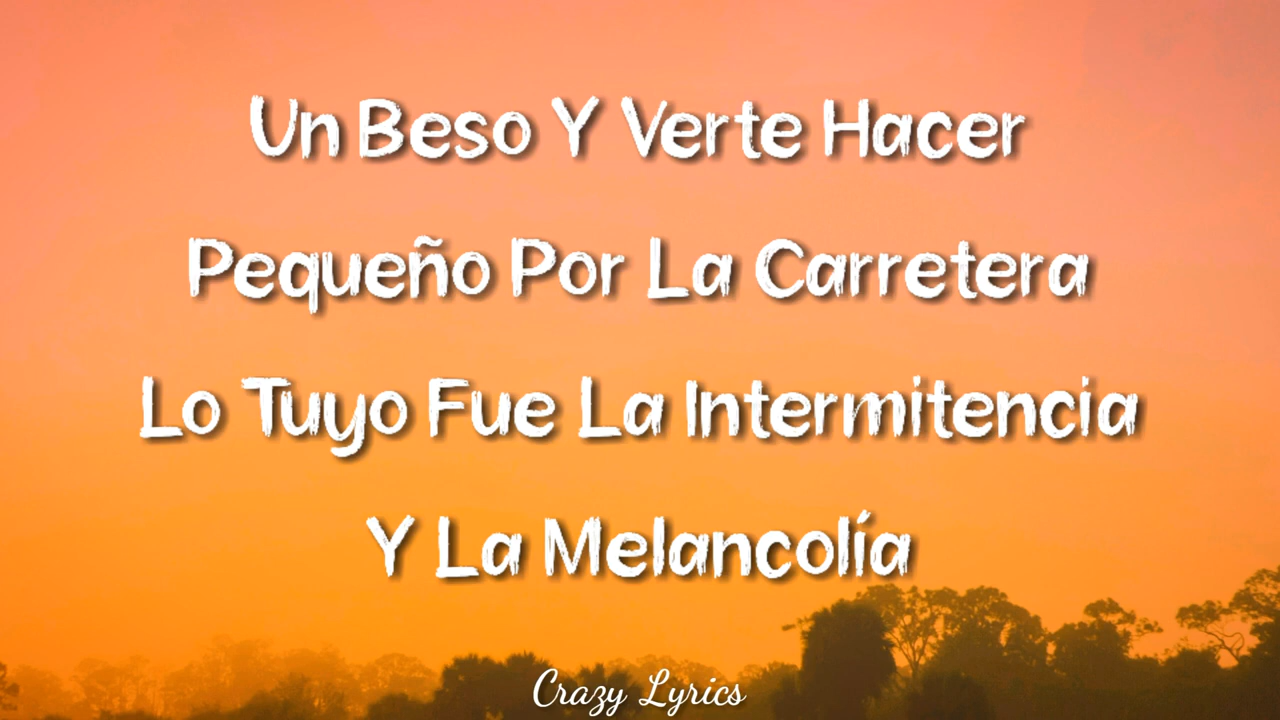 Un Beso Y Verte Hacer
Pequeño Por La Carretera
Lo Tuyo Fue La Intermitencia
Y La Melancolía
Crazy Lyrics